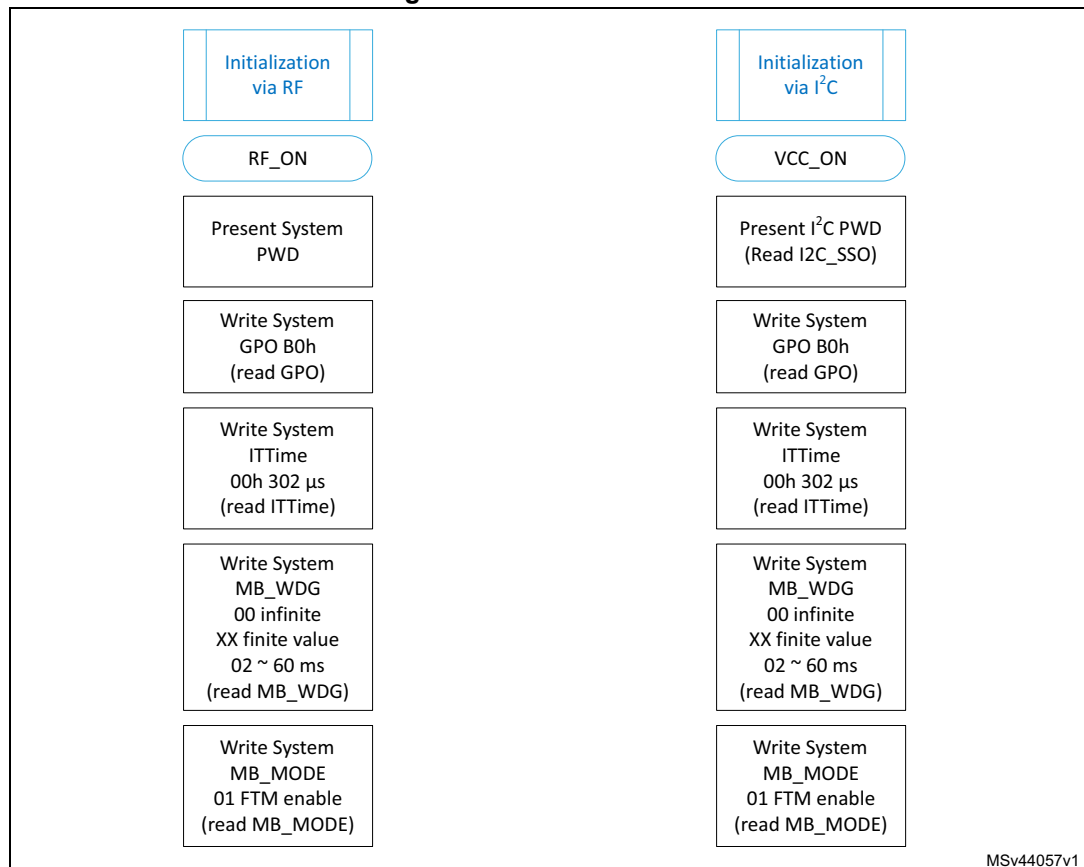 Initialization
via RF
RF_ON
Present System
PWD
Write System
GPO B0h
(read GPO)
Write System
ITTime
00h 302 µs
(read ITTime)
Write System
MB_WDG
00 infinite
XX finite value
02 ~ 60 ms
(read MB_WDG)
Write System
MB_MODE
01 FTM enable
(read MB_MODE)
Initialization
via I²C
VCC_ON
Present I²C PWD
(Read I2C_SSO)
Write System
GPO B0h
(read GPO)
Write System
ITTime
00h 302 µs
(read ITTime)
Write System
MB_WDG
00 infinite
XX finite value
02 ~ 60 ms
(read MB_WDG)
Write System
MB_MODE
01 FTM enable
(read MB_MODE)
MSv44057v1